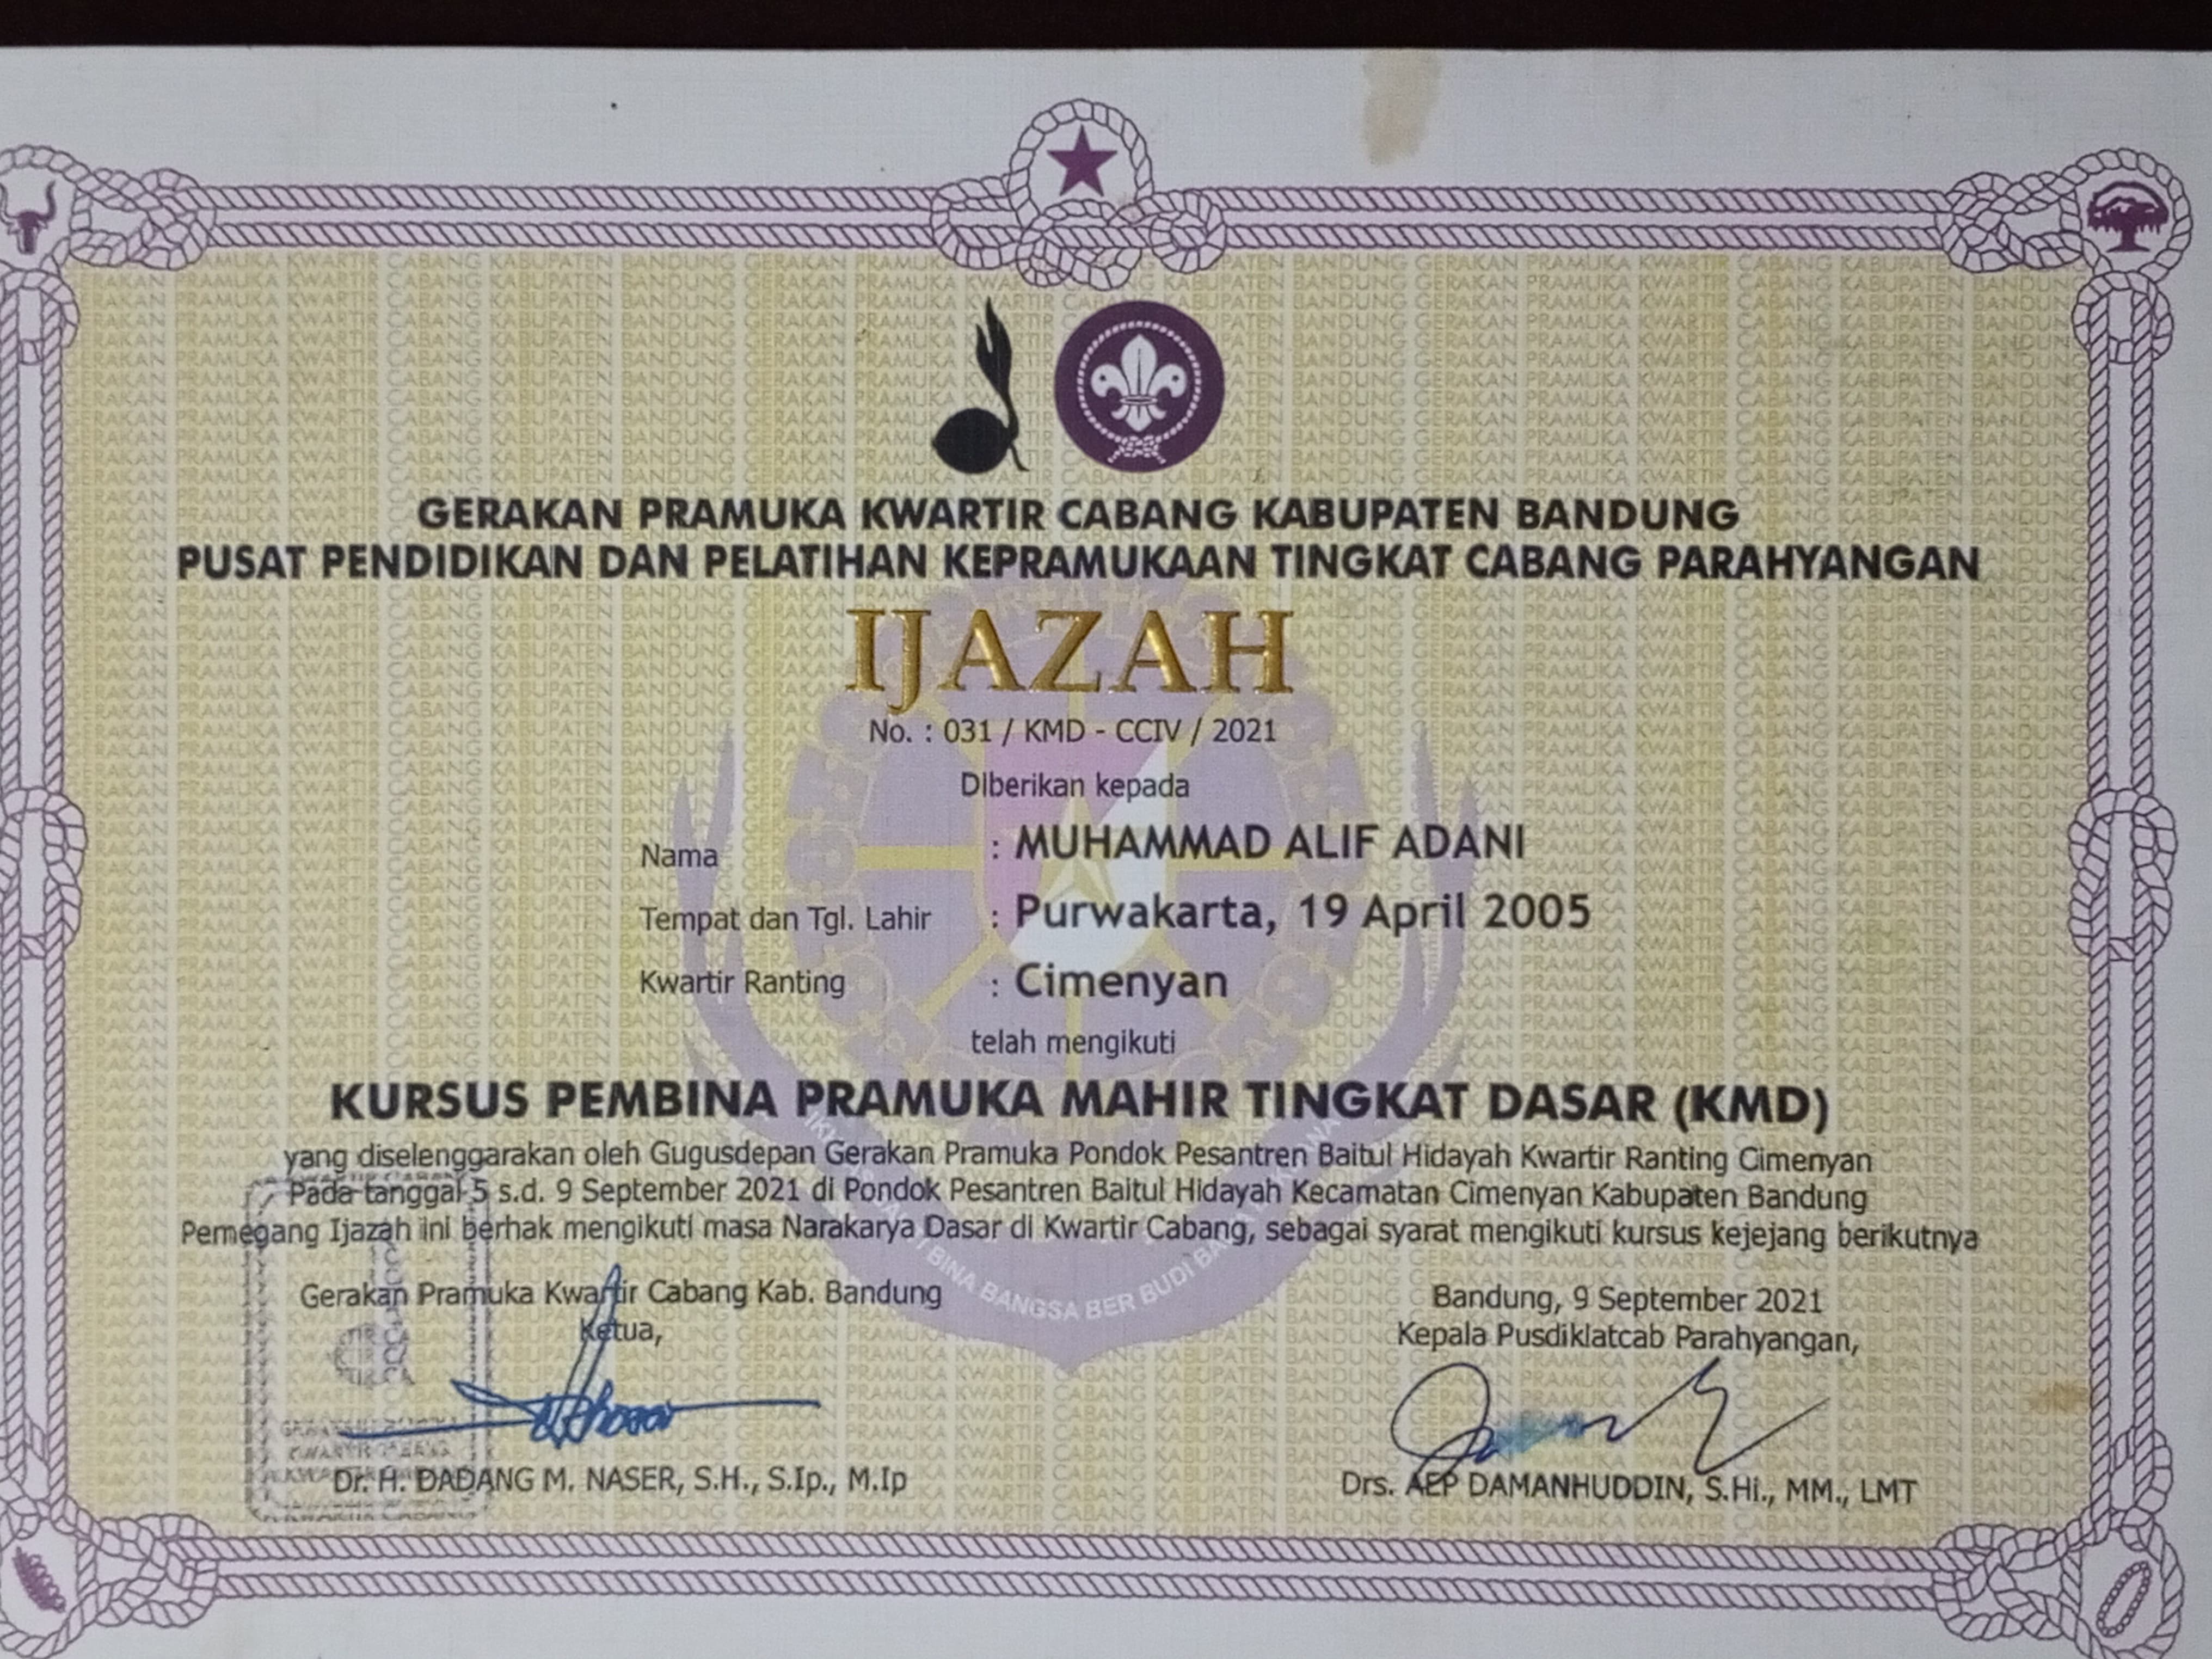 GERAKAN PRAMUKA KWARTIR CABANG KABUPATEN BANDUNG
PUSAT PENDIDIKAN DAN PELATIHAN KEPRAMUKAAN TINGKAT CABANG PARAHYANGAN
IJAZAH
No. : 031 / KMD - CCIV / 2021
Diberikan kepada
Nama : MUHAMMAD ALIF ADANI
Tempat dan Tgl. Lahir : Purwakarta, 19 April 2005
Kwartir Ranting : Cimenyan
telah mengikuti
KURSUS PEMBINA PRAMUKA MAHIR TINGKAT DASAR (KMD)
yang diselenggarakan oleh Gugusdepan Gerakan Pramuka Pondok Pesantren Baitul Hidayah Kwartir Ranting Cimenyan
Pada tanggal 5 s.d. 9 September 2021 di Pondok Pesantren Baitul Hidayah Kecamatan Cimenyan Kabupaten Bandung
Pemegang Ijazah ini berhak mengikuti masa Narakarya Dasar di Kwartir Cabang, sebagai syarat mengikuti kursus kejejang berikutnya
BINA BANGSA BER BUDI
Gerakan Pramuka Kwartir Cabang Kab. Bandung
Ketua,
Dr. H. DADANG M. NASER, S.H., S.Ip., M.Ip
Bandung, 9 September 2021
Kepala Pusdiklatcab Parahyangan,
Drs. AEP DAMANHUDDIN, S.Hi., MM., LMT